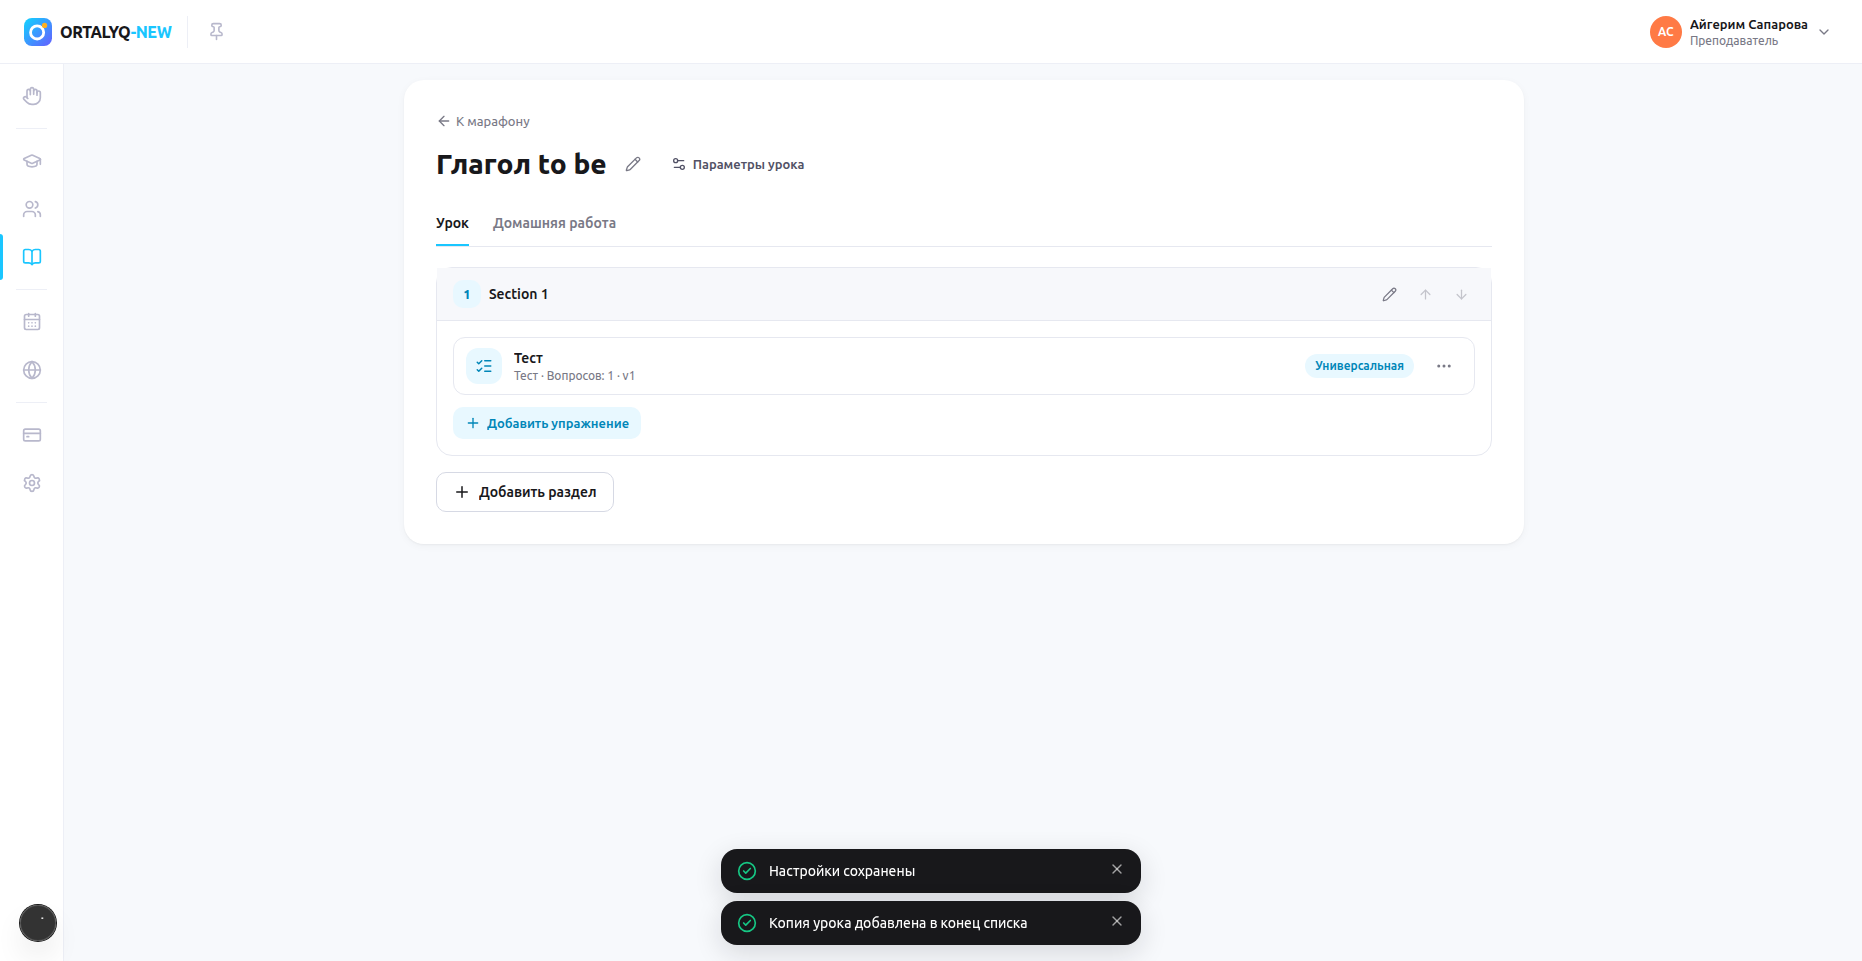 ORTALYQ-NEW
АС
Айгерим Сапарова
Преподаватель
К марафону
Глагол to be
Параметры урока
Урок
Домашняя работа
1
Section 1
Тест
Тест · Вопросов: 1 · v1
Универсальная
Добавить упражнение
Добавить раздел
Настройки сохранены
Копия урока добавлена в конец списка